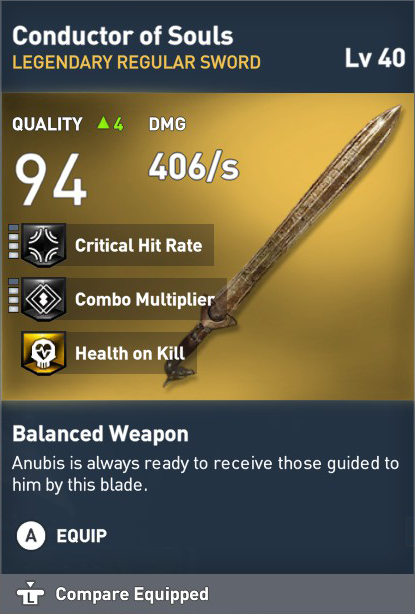 Conductor of Souls
LEGENDARY REGULAR SWORD
Lv 40
QUALITY ▲4 DMG
94 406/s
Critical Hit Rate
Combo Multiplier
Health on Kill
Balanced Weapon
Anubis is always ready to receive those guided to
him by this blade.
A EQUIP
L Compare Equipped